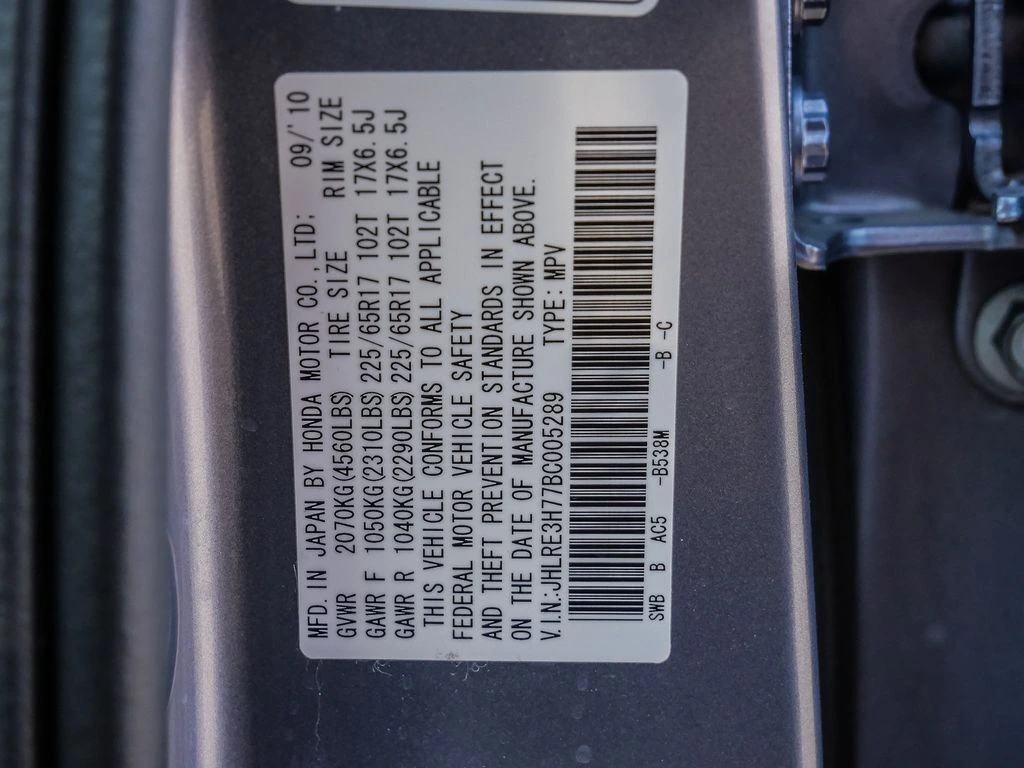 MFD. IN JAPAN BY HONDA MOTOR CO., LTD: 09/'10
GVWR 2070KG(4560LBS) TIRE SIZE RIM SIZE
GAWR F 1050KG(2310LBS) 225/65R17 102T 17X6.5J
GAWR R 1040KG(2290LBS) 225/65R17 102T 17X6.5J
THIS VEHICLE CONFORMS TO ALL APPLICABLE
FEDERAL MOTOR VEHICLE SAFETY
AND THEFT PREVENTION STANDARDS IN EFFECT
ON THE DATE OF MANUFACTURE SHOWN ABOVE.
V.I.N.:JHLRE3H77BC005289 TYPE:MPV
SWB B AC5 -B538M -B -C